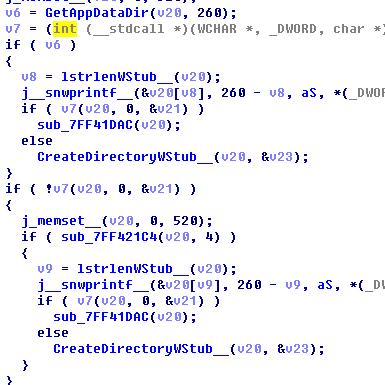 v6 = GetAppDataDir(v20, 260);
v7 = (int (__stdcall *)(WCHAR *, _DWORD, char *)
if ( v6 )
{
v8 = lstrlenWStub__(v20);
j__snwprintf__(&v20[v8], 260 - v8, aS, *(_DWO
if ( v7(v20, 0, &v21) )
sub_7FF41DAC(v20);
else
CreateDirectoryWStub__(v20, &v23);
}
if ( !v7(v20, 0, &v21) )
{
j_memset__(v20, 0, 520);
if ( sub_7FF421C4(v20, 4) )
{
v9 = lstrlenWStub__(v20);
j__snwprintf__(&v20[v9], 260 - v9, aS, *(_D
if ( v7(v20, 0, &v21) )
sub_7FF41DAC(v20);
else
CreateDirectoryWStub__(v20, &v23);
}
}